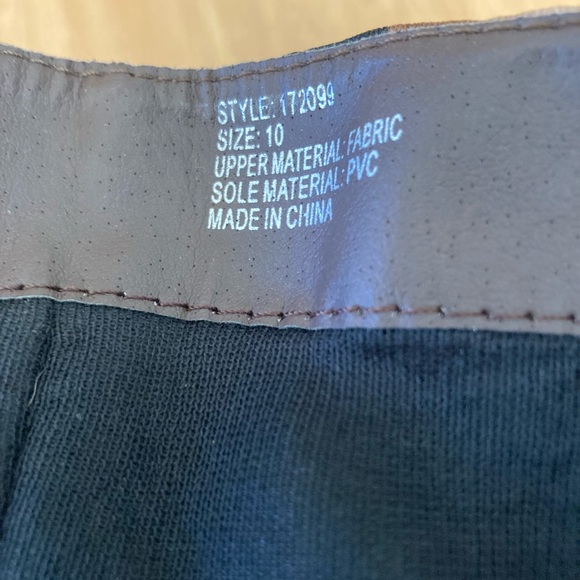 STYLE: 172099
SIZE: 10
UPPER MATERIAL: FABRIC
SOLE MATERIAL: PVC
MADE IN CHINA